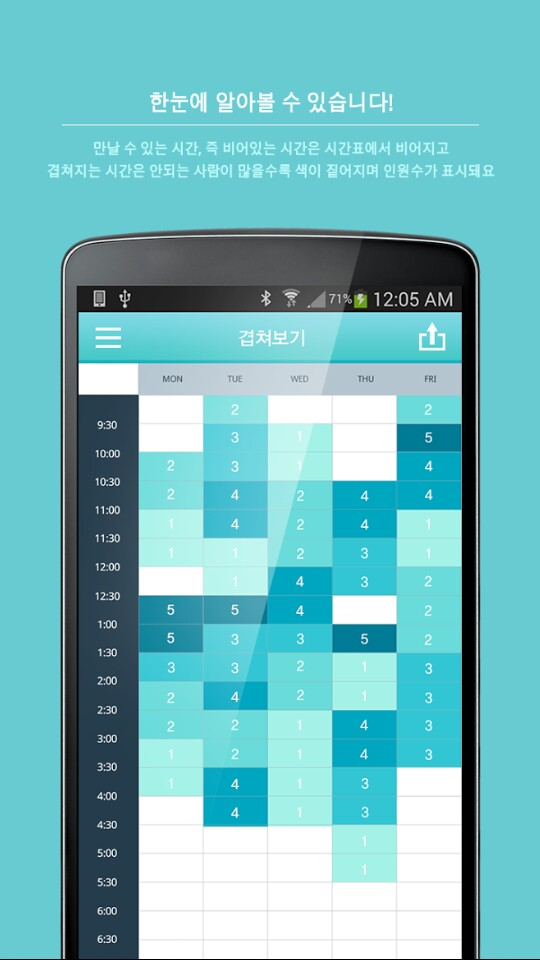 한눈에 알아볼 수 있습니다!
만날 수 있는 시간, 즉 비어있는 시간은 시간표에서 비어지고
겹쳐지는 시간은 안되는 사람이 많을수록 색이 짙어지며 인원수가 표시돼요
71% 12:05 AM
겹쳐보기
MON TUE WED THU FRI
2 2
9:30
3 1 5
10:00
2 3 1 4
10:30
2 4 2 4 4
11:00
1 4 2 4 1
11:30
1 1 2 3 1
12:00
1 4 3 2
12:30
5 5 4 2
1:00
5 3 3 5 2
1:30
3 3 2 1 3
2:00
2 4 2 1 3
2:30
2 2 1 4 3
3:00
1 2 1 4 3
3:30
1 4 1 3
4:00
4 1 3
4:30
1
5:00
1
5:30
6:00
6:30